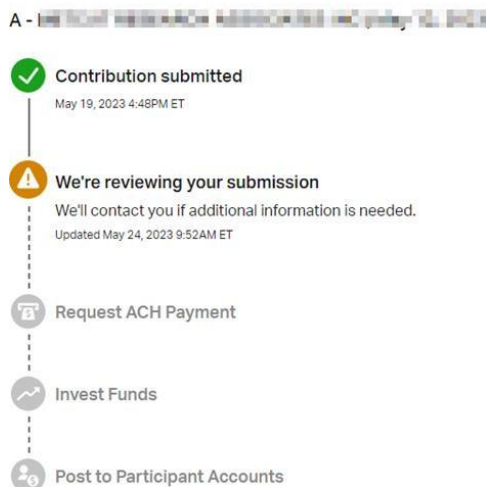 A -
Contribution submitted
May 19, 2023 4:48PM ET
We're reviewing your submission
We'll contact you if additional information is needed.
Updated May 24, 2023 9:52AM ET
Request ACH Payment
Invest Funds
Post to Participant Accounts